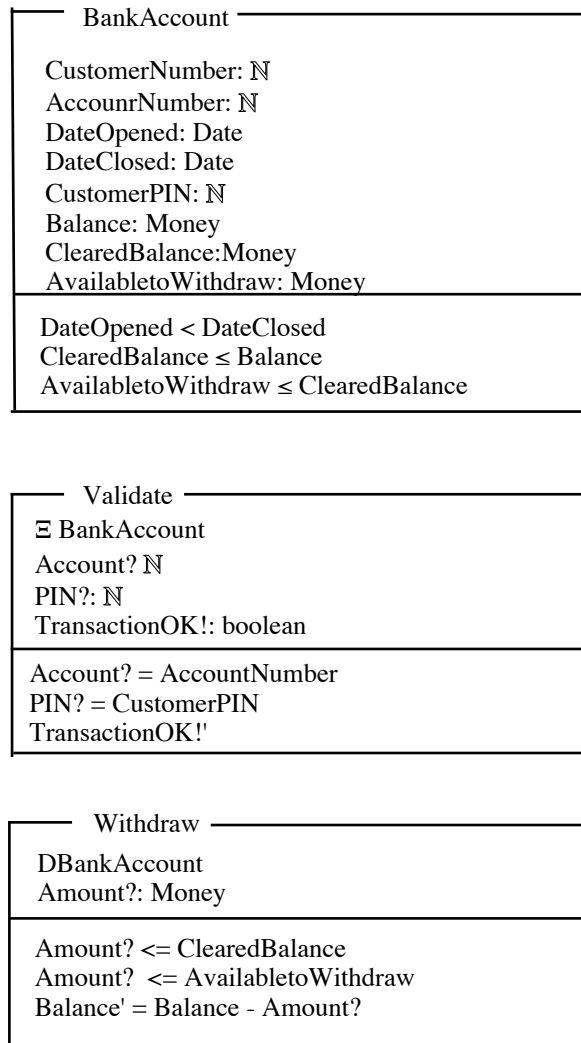 BankAccount
CustomerNumber: ℕ
AccounrNumber: ℕ
DateOpened: Date
DateClosed: Date
CustomerPIN: ℕ
Balance: Money
ClearedBalance:Money
AvailabletoWithdraw: Money
DateOpened < DateClosed
ClearedBalance ≤ Balance
AvailabletoWithdraw ≤ ClearedBalance
Validate
Ξ BankAccount
Account? ℕ
PIN?: ℕ
TransactionOK!: boolean
Account? = AccountNumber
PIN? = CustomerPIN
TransactionOK!'
Withdraw
DBankAccount
Amount?: Money
Amount? <= ClearedBalance
Amount? <= AvailabletoWithdraw
Balance' = Balance - Amount?